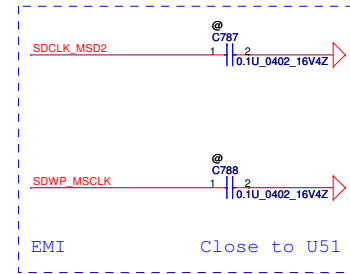 @
C787
SDCLK_MSD2
1 2
0.1U_0402_16V4Z
@
C788
SDWP_MSCLK
1 2
0.1U_0402_16V4Z
EMI Close to U51